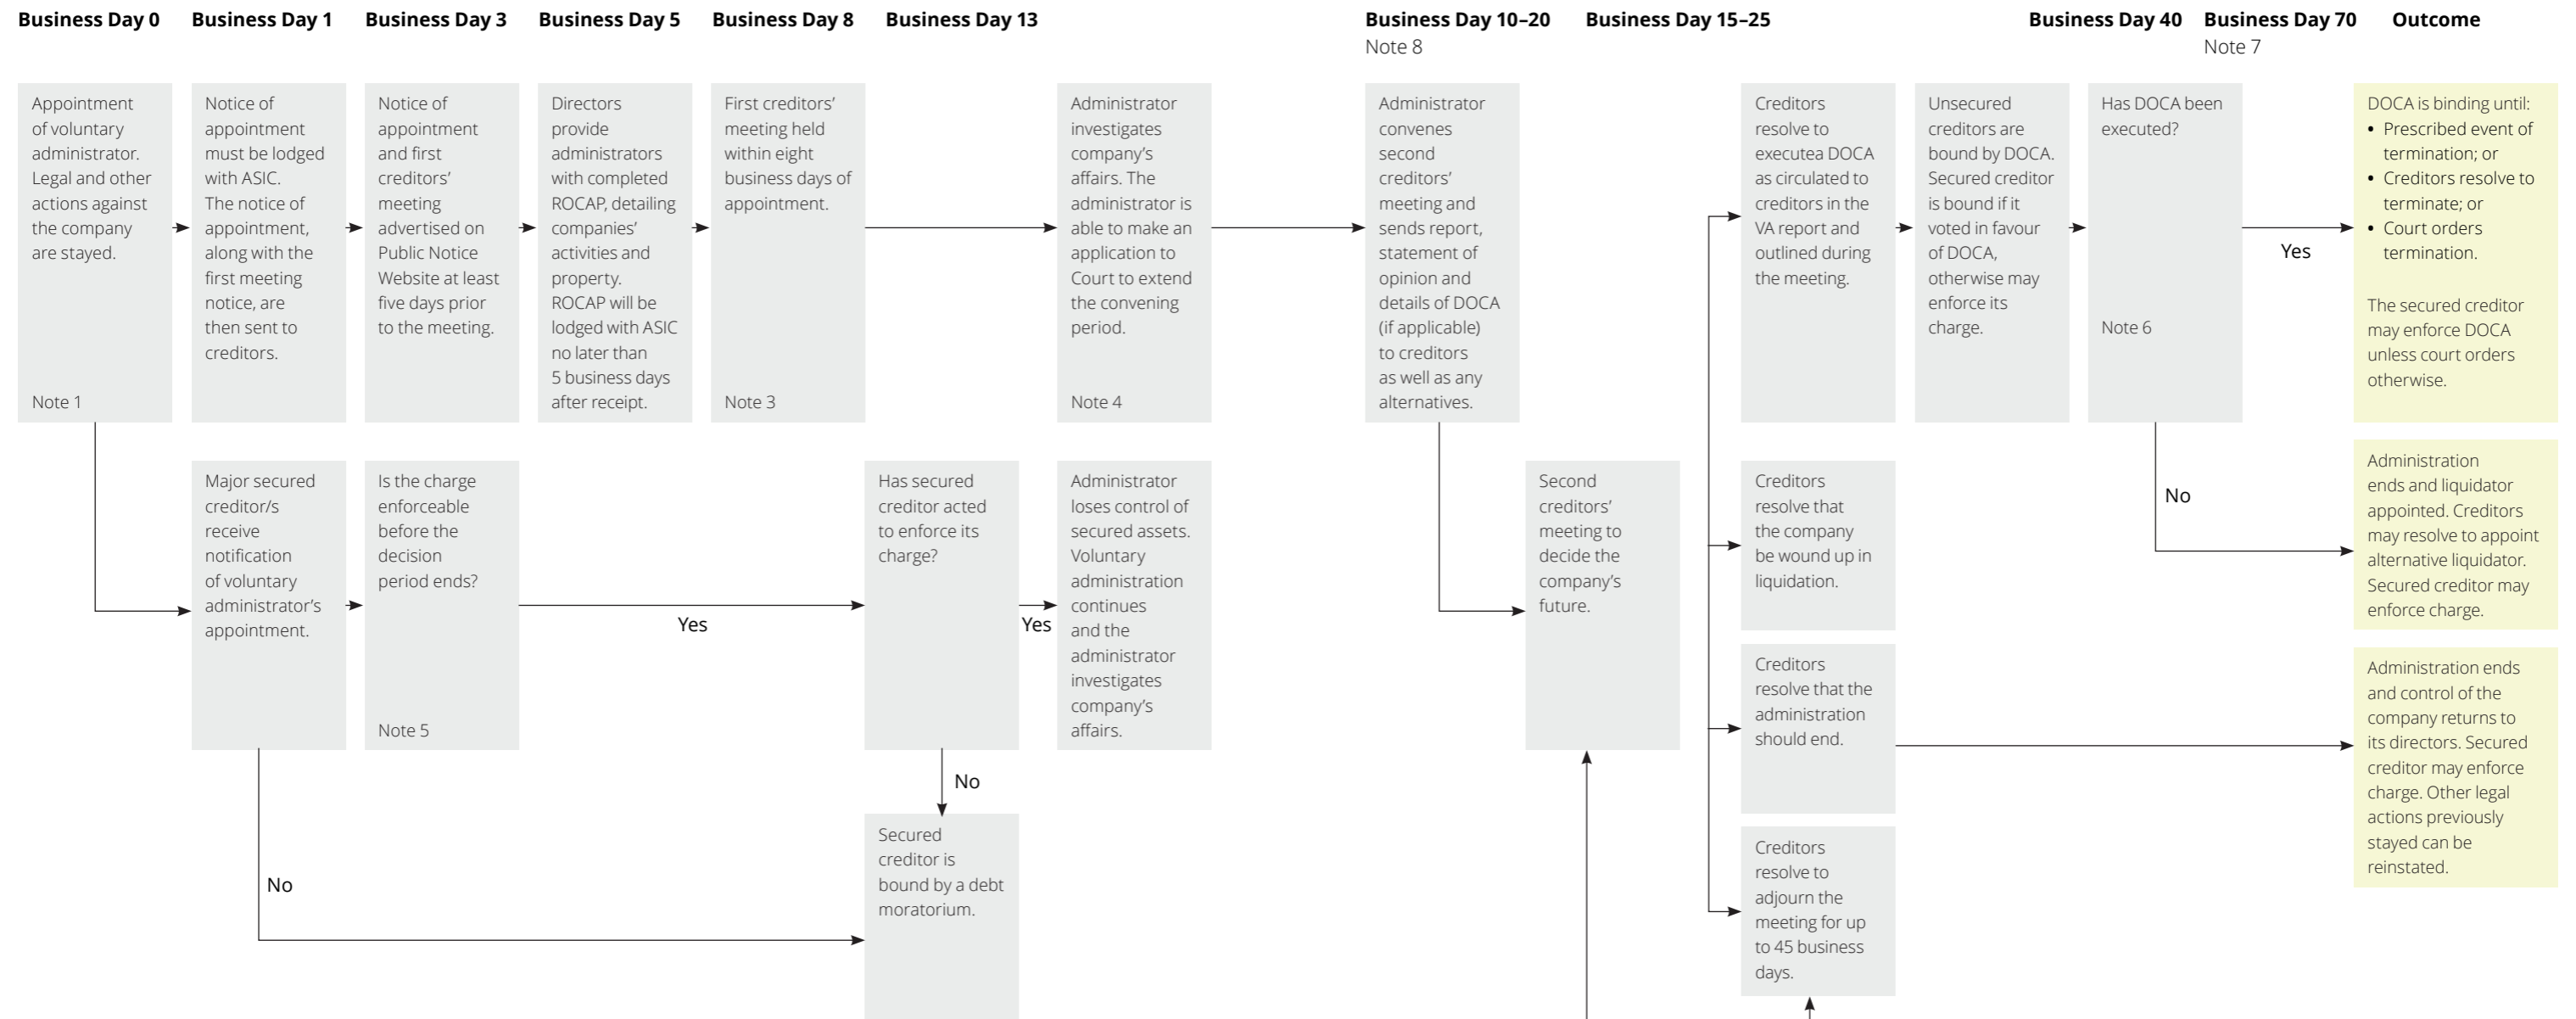 Business Day 0
Business Day 1
Business Day 3
Business Day 5
Business Day 8
Business Day 13
Business Day 10–20
Note 8
Business Day 15–25
Business Day 40
Business Day 70
Note 7
Outcome
Appointment
of voluntary
administrator.
Legal and other
actions against
the company
are stayed.
Note 1
Notice of
appointment
must be lodged
with ASIC.
The notice of
appointment,
along with the
first meeting
notice, are
then sent to
creditors.
Notice of
appointment
and first
creditors’
meeting
advertised on
Public Notice
Website at least
five days prior
to the meeting.
Directors
provide
administrators
with completed
ROCAP, detailing
companies’
activities and
property.
ROCAP will be
lodged with ASIC
no later than
5 business days
after receipt.
First creditors’
meeting held
within eight
business days of
appointment.
Note 3
Administrator
investigates
company’s
affairs. The
administrator is
able to make an
application to
Court to extend
the convening
period.
Note 4
Administrator
convenes
second
creditors’
meeting and
sends report,
statement of
opinion and
details of DOCA
(if applicable)
to creditors
as well as any
alternatives.
Creditors
resolve to
executea DOCA
as circulated to
creditors in the
VA report and
outlined during
the meeting.
Unsecured
creditors are
bound by DOCA.
Secured creditor
is bound if it
voted in favour
of DOCA,
otherwise may
enforce its
charge.
Has DOCA been
executed?
Note 6
Yes
DOCA is binding until:
• Prescribed event of
termination; or
• Creditors resolve to
terminate; or
• Court orders
termination.
The secured creditor
may enforce DOCA
unless court orders
otherwise.
Major secured
creditor/s
receive
notification
of voluntary
administrator’s
appointment.
Is the charge
enforceable
before the
decision
period ends?
Note 5
Yes
Has secured
creditor acted
to enforce its
charge?
Yes
Administrator
loses control of
secured assets.
Voluntary
administration
continues
and the
administrator
investigates
company’s
affairs.
Second
creditors’
meeting to
decide the
company’s
future.
Creditors
resolve that
the company
be wound up in
liquidation.
No
Administration
ends and liquidator
appointed. Creditors
may resolve to appoint
alternative liquidator.
Secured creditor may
enforce charge.
Creditors
resolve that the
administration
should end.
Administration ends
and control of the
company returns to
its directors. Secured
creditor may enforce
charge. Other legal
actions previously
stayed can be
reinstated.
No
No
Secured
creditor is
bound by a debt
moratorium.
Creditors
resolve to
adjourn the
meeting for up
to 45 business
days.